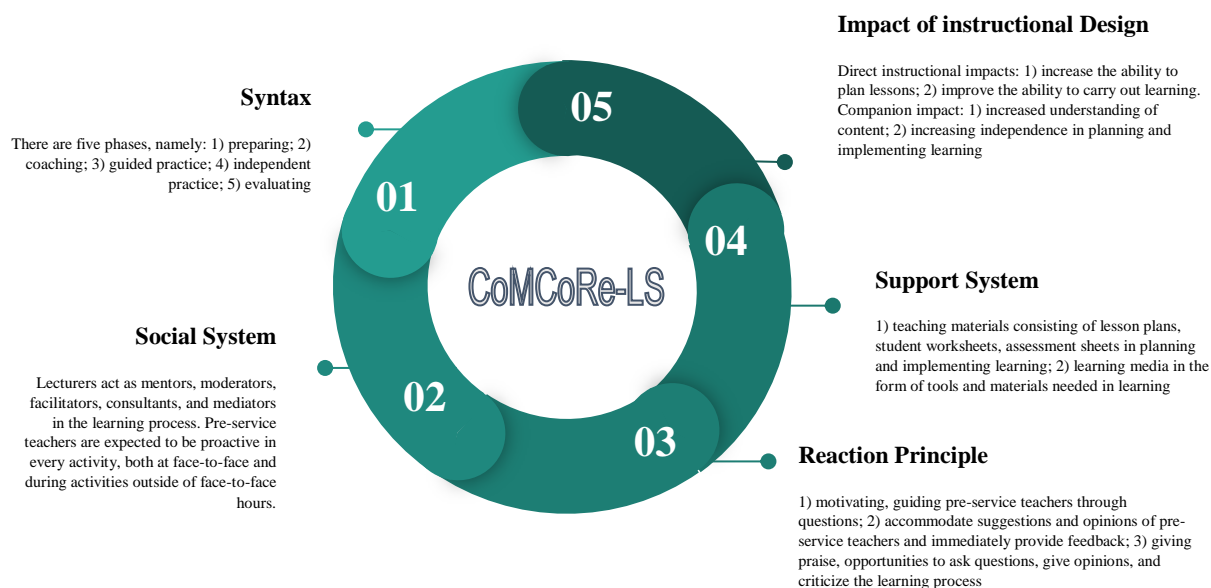 Syntax
There are five phases, namely: 1) preparing; 2)
coaching; 3) guided practice; 4) independent
practice; 5) evaluating
01
Social System
Lecturers act as mentors, moderators,
facilitators, consultants, and mediators
in the learning process. Pre-service
teachers are expected to be proactive in
every activity, both at face-to-face and
during activities outside of face-to-face
hours.
02
CoMCoRe-LS
03
Reaction Principle
1) motivating, guiding pre-service teachers through
questions; 2) accommodate suggestions and opinions of pre-
service teachers and immediately provide feedback; 3) giving
praise, opportunities to ask questions, give opinions, and
criticize the learning process
04
Support System
1) teaching materials consisting of lesson plans,
student worksheets, assessment sheets in planning
and implementing learning; 2) learning media in the
form of tools and materials needed in learning
05
Impact of instructional Design
Direct instructional impacts: 1) increase the ability to
plan lessons; 2) improve the ability to carry out learning.
Companion impact: 1) increased understanding of
content; 2) increasing independence in planning and
implementing learning